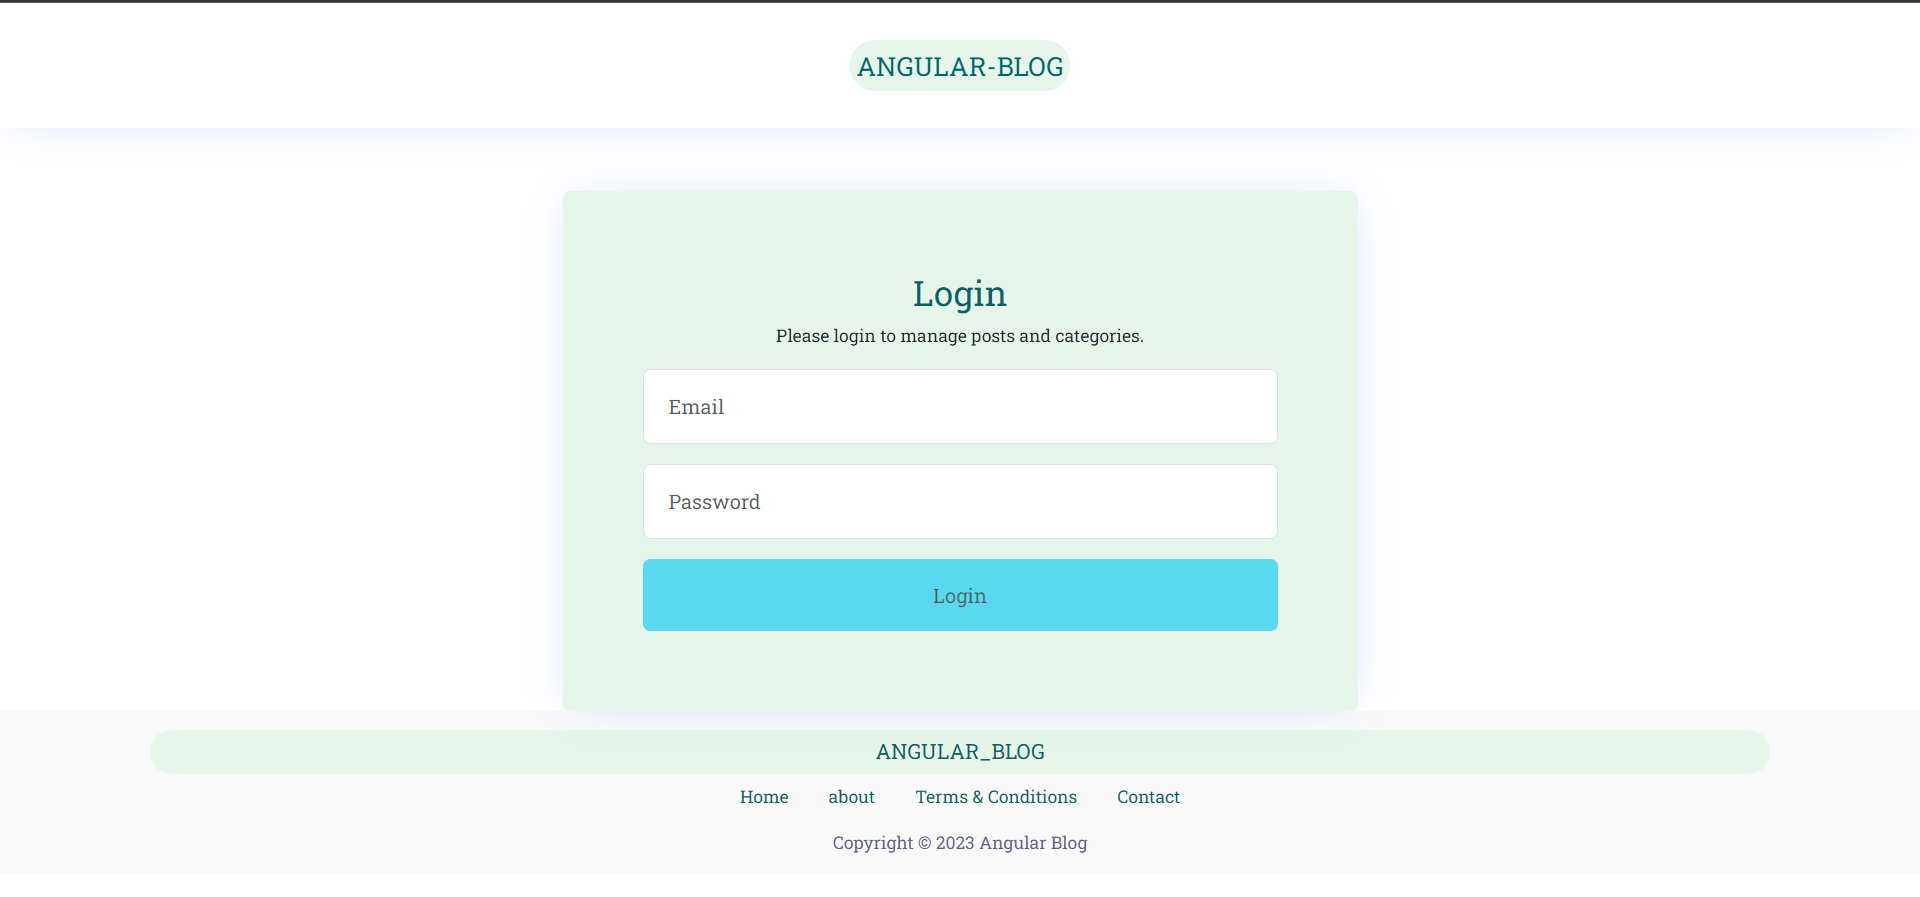 ANGULAR-BLOG
Login
Please login to manage posts and categories.
Email
Password
Login
ANGULAR_BLOG
Home about Terms & Conditions Contact
Copyright © 2023 Angular Blog